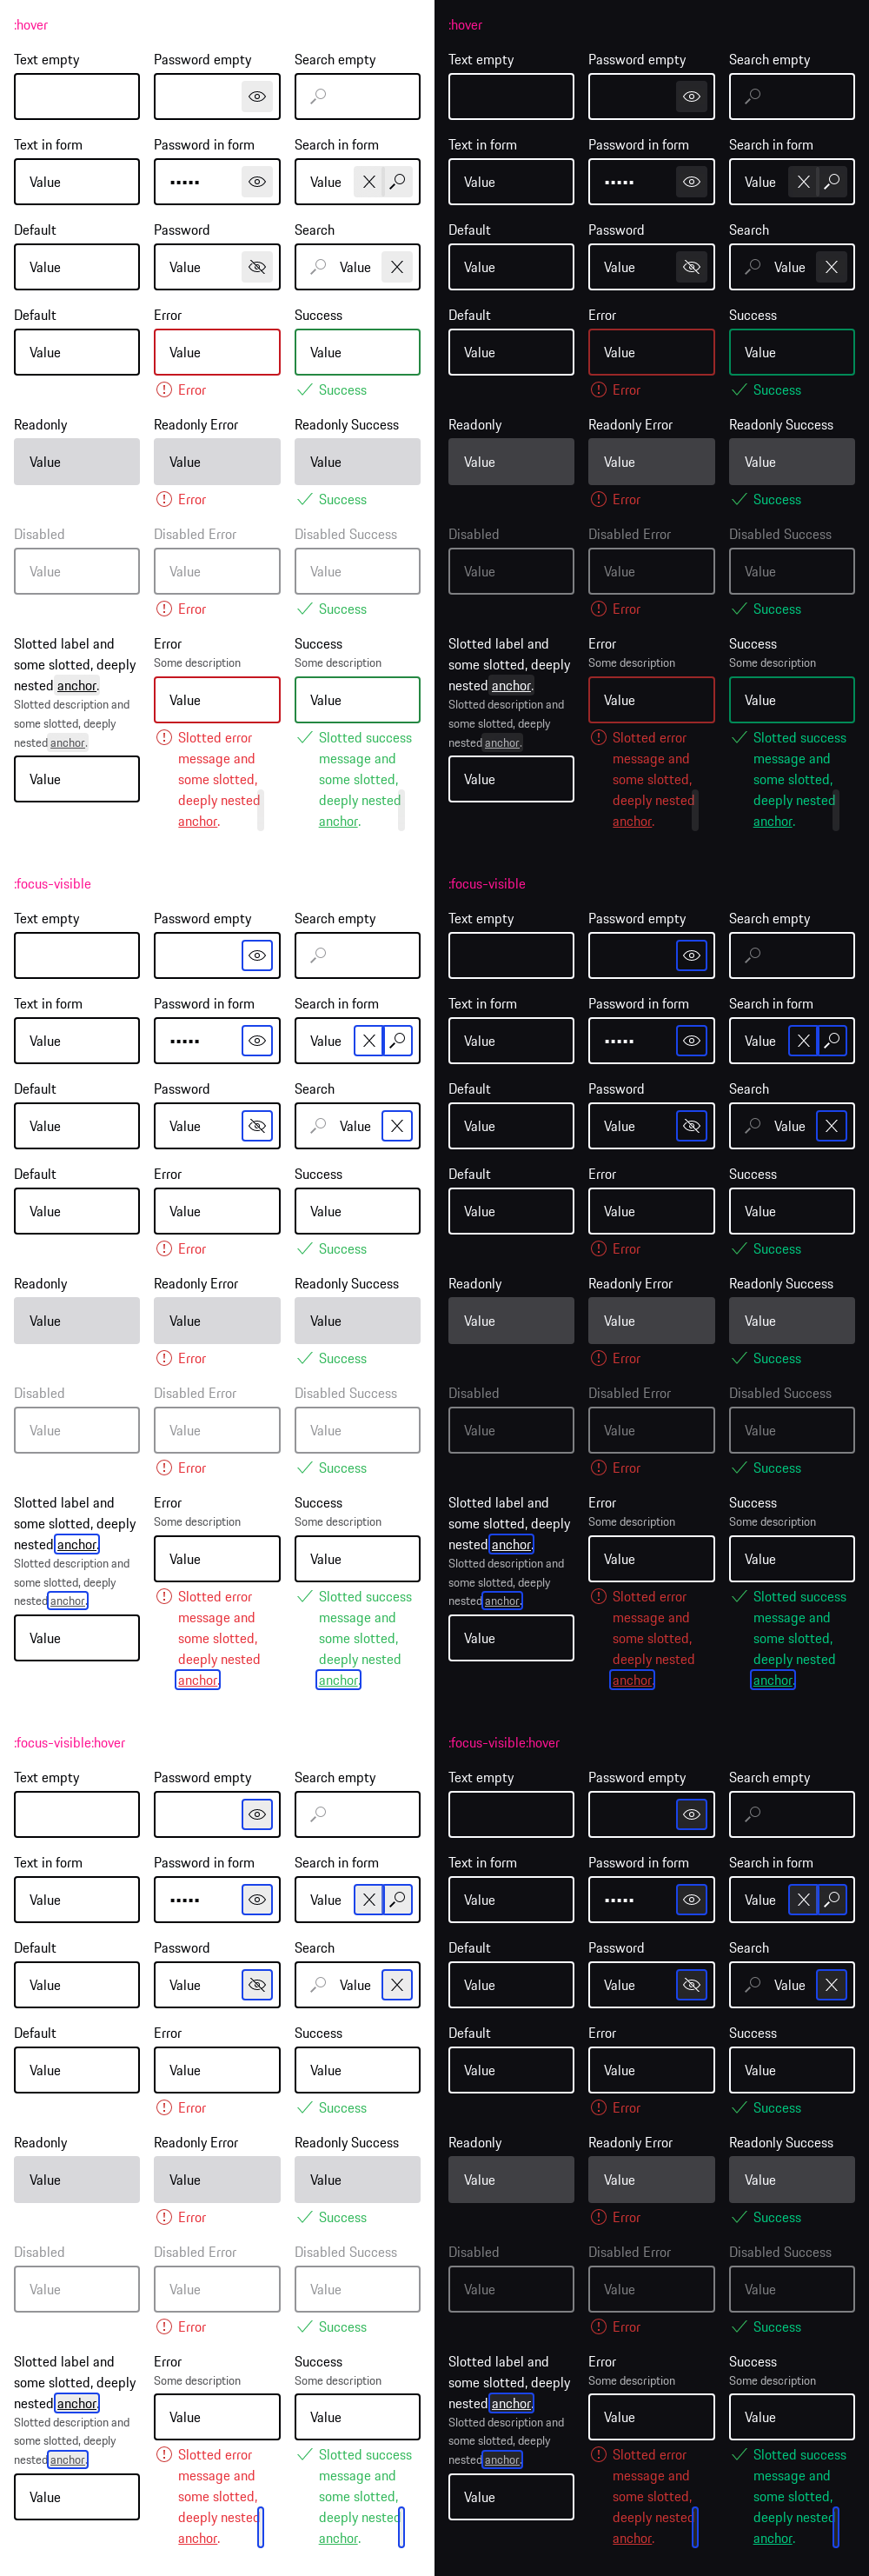 :hover :hover
Text empty Password empty Search empty Text empty Password empty Search empty
Text in form Password in form Search in form Text in form Password in form Search in form
Value ••••• Value Value ••••• Value
Default Password Search Default Password Search
Value Value Value Value Value Value
Default Error Success Default Error Success
Value Value Value Value Value Value
Error Success Error Success
Readonly Readonly Error Readonly Success Readonly Readonly Error Readonly Success
Value Value Value Value Value Value
Error Success Error Success
Disabled Disabled Error Disabled Success Disabled Disabled Error Disabled Success
Value Value Value Value Value Value
Error Success Error Success
Slotted label and Error Success Slotted label and Error Success
some slotted, deeply Some description Some description some slotted, deeply Some description Some description
nested anchor. nested anchor.
Slotted description and Value Value Slotted description and Value Value
some slotted, deeply some slotted, deeply
nested anchor. Slotted error Slotted success nested anchor. Slotted error Slotted success
message and message and message and message and
Value some slotted, some slotted, Value some slotted, some slotted,
deeply nested deeply nested deeply nested deeply nested
anchor. anchor. anchor. anchor.
:focus-visible :focus-visible
Text empty Password empty Search empty Text empty Password empty Search empty
Text in form Password in form Search in form Text in form Password in form Search in form
Value ••••• Value Value ••••• Value
Default Password Search Default Password Search
Value Value Value Value Value Value
Default Error Success Default Error Success
Value Value Value Value Value Value
Error Success Error Success
Readonly Readonly Error Readonly Success Readonly Readonly Error Readonly Success
Value Value Value Value Value Value
Error Success Error Success
Disabled Disabled Error Disabled Success Disabled Disabled Error Disabled Success
Value Value Value Value Value Value
Error Success Error Success
Slotted label and Error Success Slotted label and Error Success
some slotted, deeply Some description Some description some slotted, deeply Some description Some description
nested anchor. nested anchor.
Slotted description and Value Value Slotted description and Value Value
some slotted, deeply some slotted, deeply
nested anchor. Slotted error Slotted success nested anchor. Slotted error Slotted success
message and message and message and message and
Value some slotted, some slotted, Value some slotted, some slotted,
deeply nested deeply nested deeply nested deeply nested
anchor. anchor. anchor. anchor.
:focus-visible:hover :focus-visible:hover
Text empty Password empty Search empty Text empty Password empty Search empty
Text in form Password in form Search in form Text in form Password in form Search in form
Value ••••• Value Value ••••• Value
Default Password Search Default Password Search
Value Value Value Value Value Value
Default Error Success Default Error Success
Value Value Value Value Value Value
Error Success Error Success
Readonly Readonly Error Readonly Success Readonly Readonly Error Readonly Success
Value Value Value Value Value Value
Error Success Error Success
Disabled Disabled Error Disabled Success Disabled Disabled Error Disabled Success
Value Value Value Value Value Value
Error Success Error Success
Slotted label and Error Success Slotted label and Error Success
some slotted, deeply Some description Some description some slotted, deeply Some description Some description
nested anchor. nested anchor.
Slotted description and Value Value Slotted description and Value Value
some slotted, deeply some slotted, deeply
nested anchor. Slotted error Slotted success nested anchor. Slotted error Slotted success
message and message and message and message and
Value some slotted, some slotted, Value some slotted, some slotted,
deeply nested deeply nested deeply nested deeply nested
anchor. anchor. anchor. anchor.